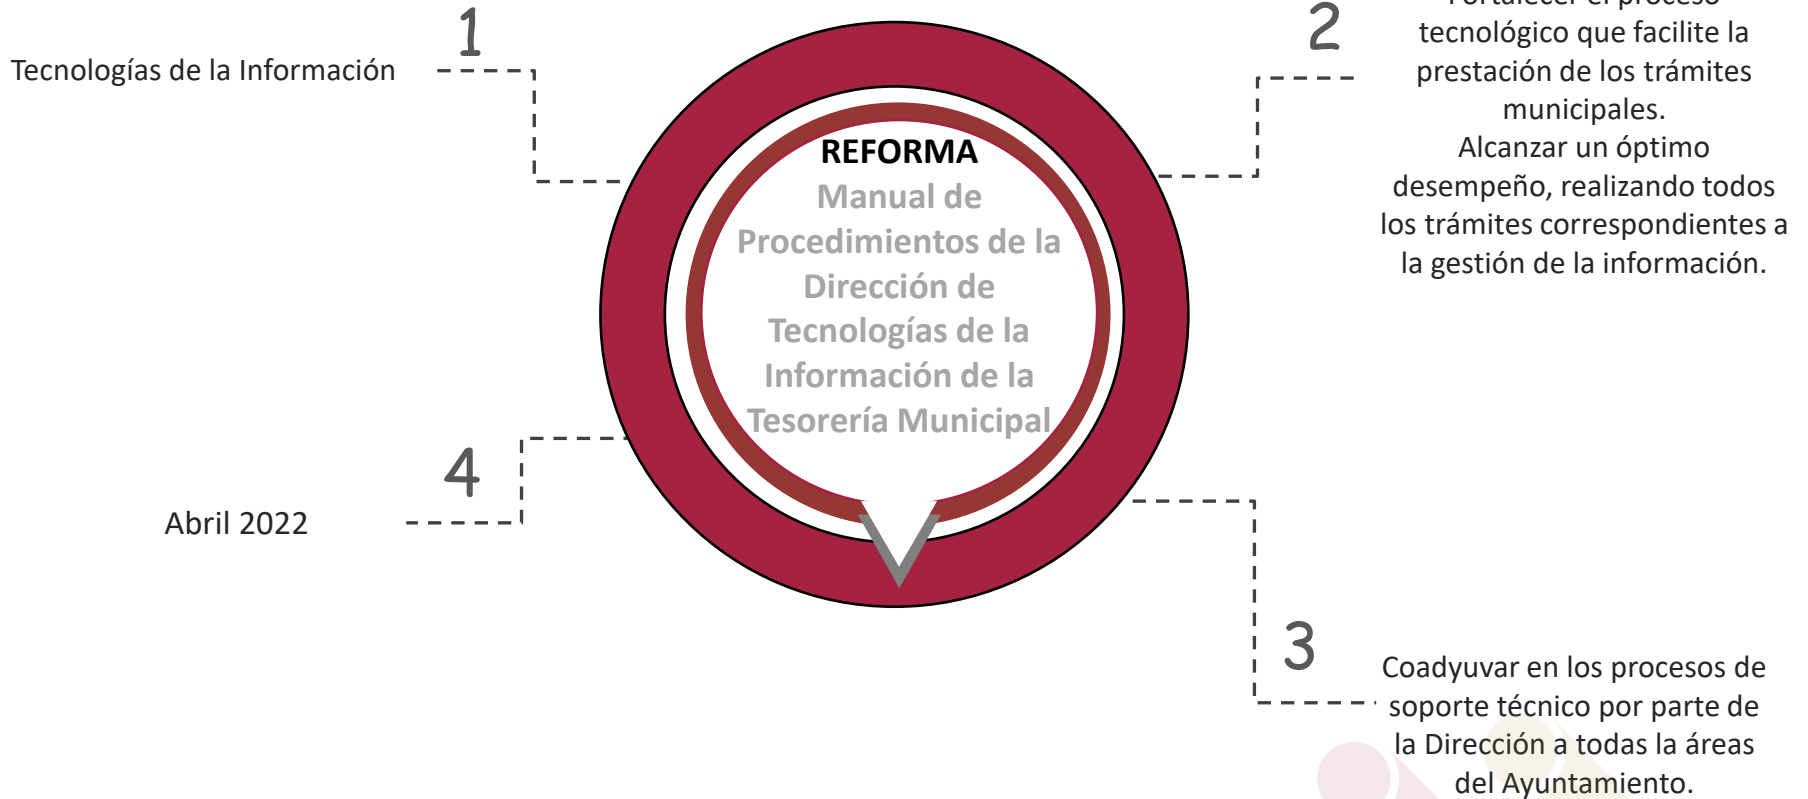 1
Tecnologías de la Información
2
Fortalecer el proceso
tecnológico que facilite la
prestación de los trámites
municipales.
Alcanzar un óptimo
desempeño, realizando todos
los trámites correspondientes a
la gestión de la información.
REFORMA
Manual de
Procedimientos de la
Dirección de
Tecnologías de la
Información de la
Tesorería Municipal
3
Coadyuvar en los procesos de
soporte técnico por parte de
la Dirección a todas la áreas
del Ayuntamiento.
4
Abril 2022